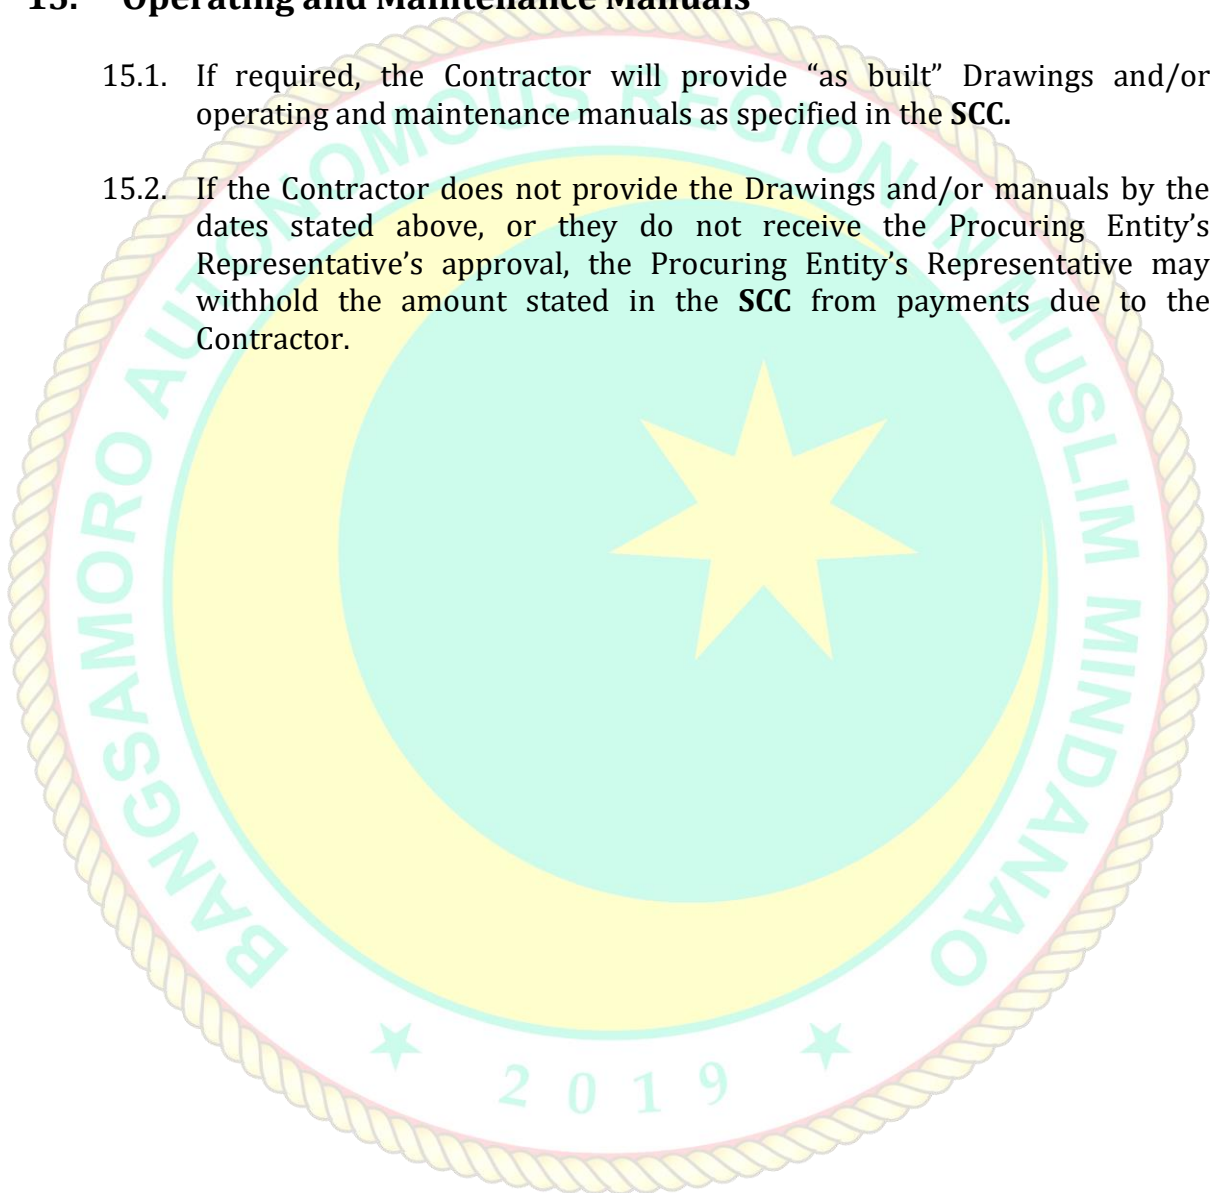 15. Operating and Maintenance Manuals
15.1. If required, the Contractor will provide “as built” Drawings and/or
operating and maintenance manuals as specified in the SCC.
15.2. If the Contractor does not provide the Drawings and/or manuals by the
dates stated above, or they do not receive the Procuring Entity’s
Representative’s approval, the Procuring Entity’s Representative may
withhold the amount stated in the SCC from payments due to the
Contractor.
BANGSAMORO AUTONOMOUS REGION IN MUSLIM MINDANAO
2019